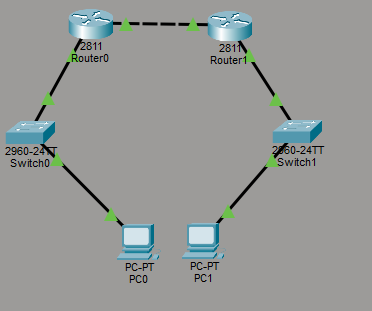 2811
Router0
2811
Router1
2960-24TT
Switch0
2960-24TT
Switch1
PC-PT
PC0
PC-PT
PC1